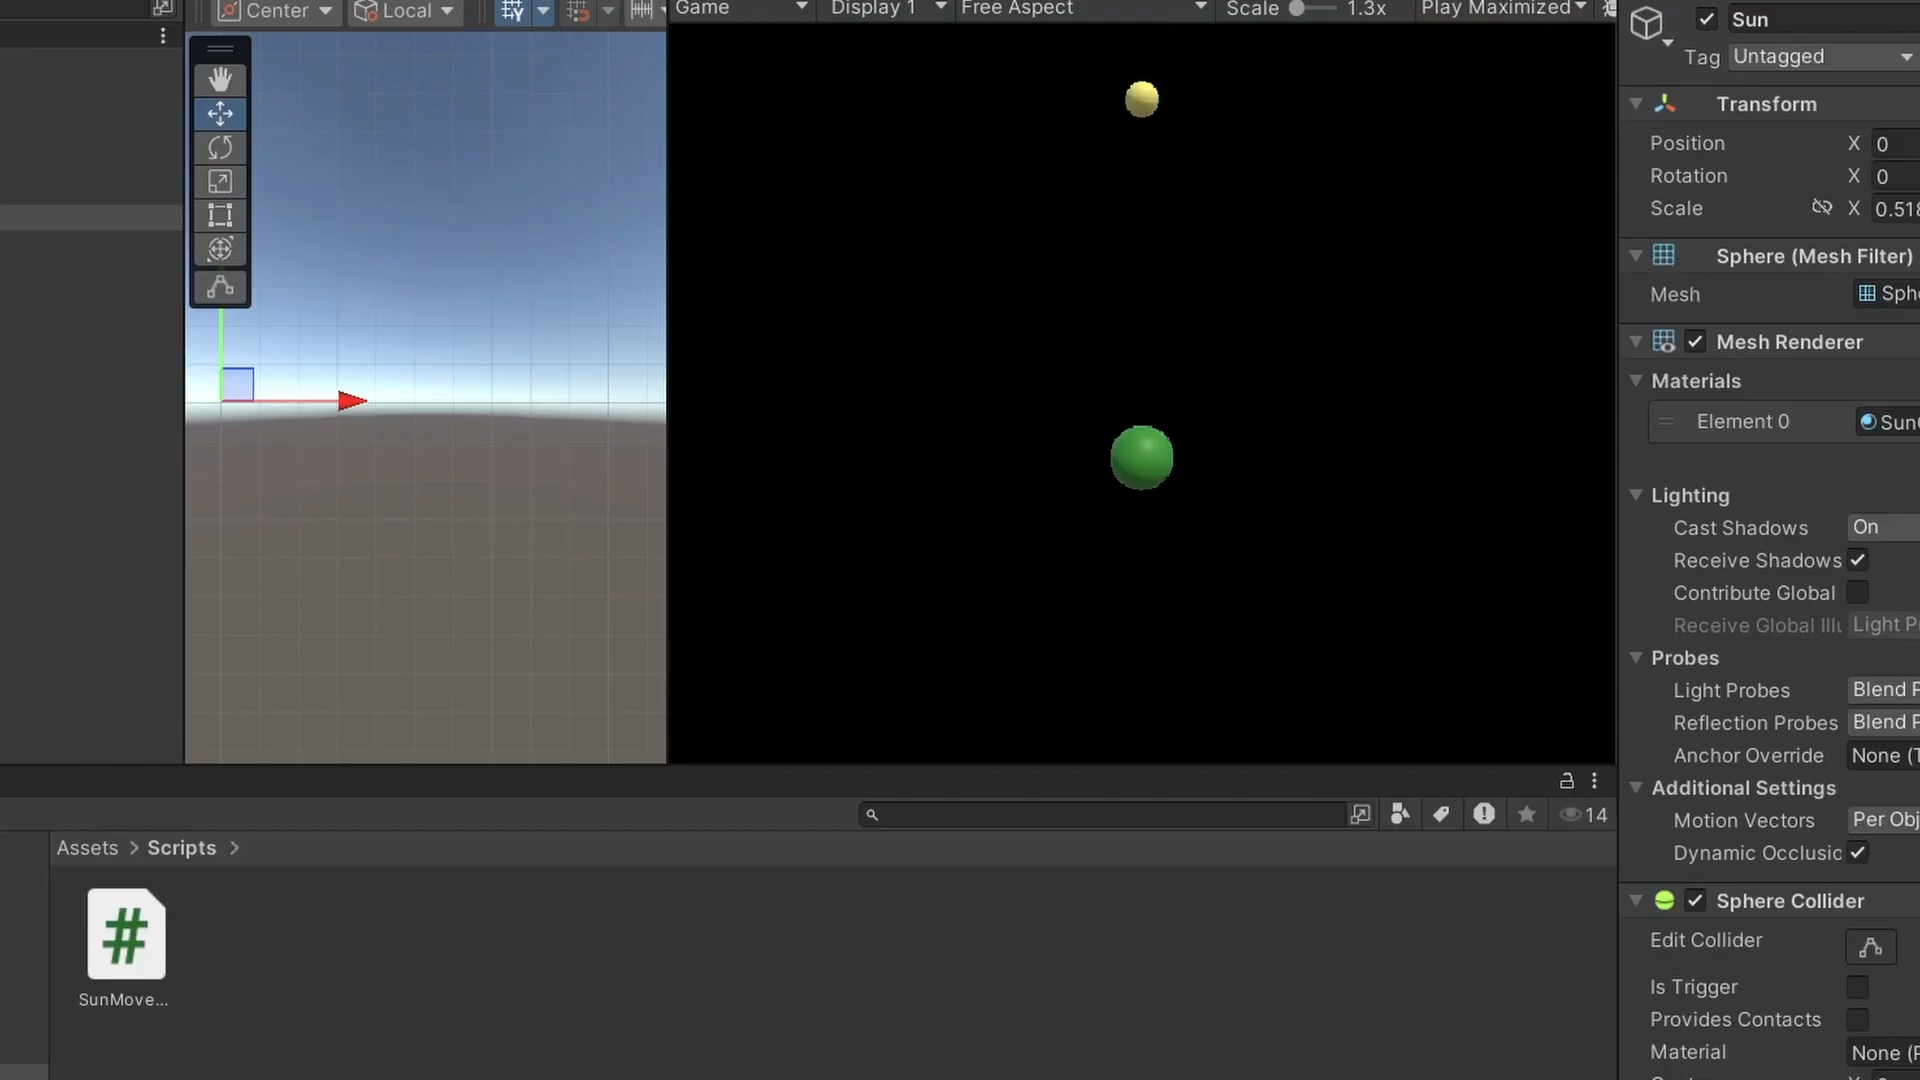 Center
Local
Game
Display 1
Free Aspect
Scale
1.3x
Play Maximized
Sun
Tag
Untagged
Transform
Position
X
0
Rotation
X
0
Scale
X
0.518
Sphere (Mesh Filter)
Mesh
Sph
Mesh Renderer
Materials
Element 0
Sun
Lighting
Cast Shadows
On
Receive Shadows
Contribute Global
Receive Global Illu
Light P
Probes
Light Probes
Blend P
Reflection Probes
Blend P
Anchor Override
None (T
Additional Settings
Motion Vectors
Per Obj
Dynamic Occlusic
14
Assets > Scripts >
#
SunMove...
Sphere Collider
Edit Collider
Is Trigger
Provides Contacts
Material
None (P